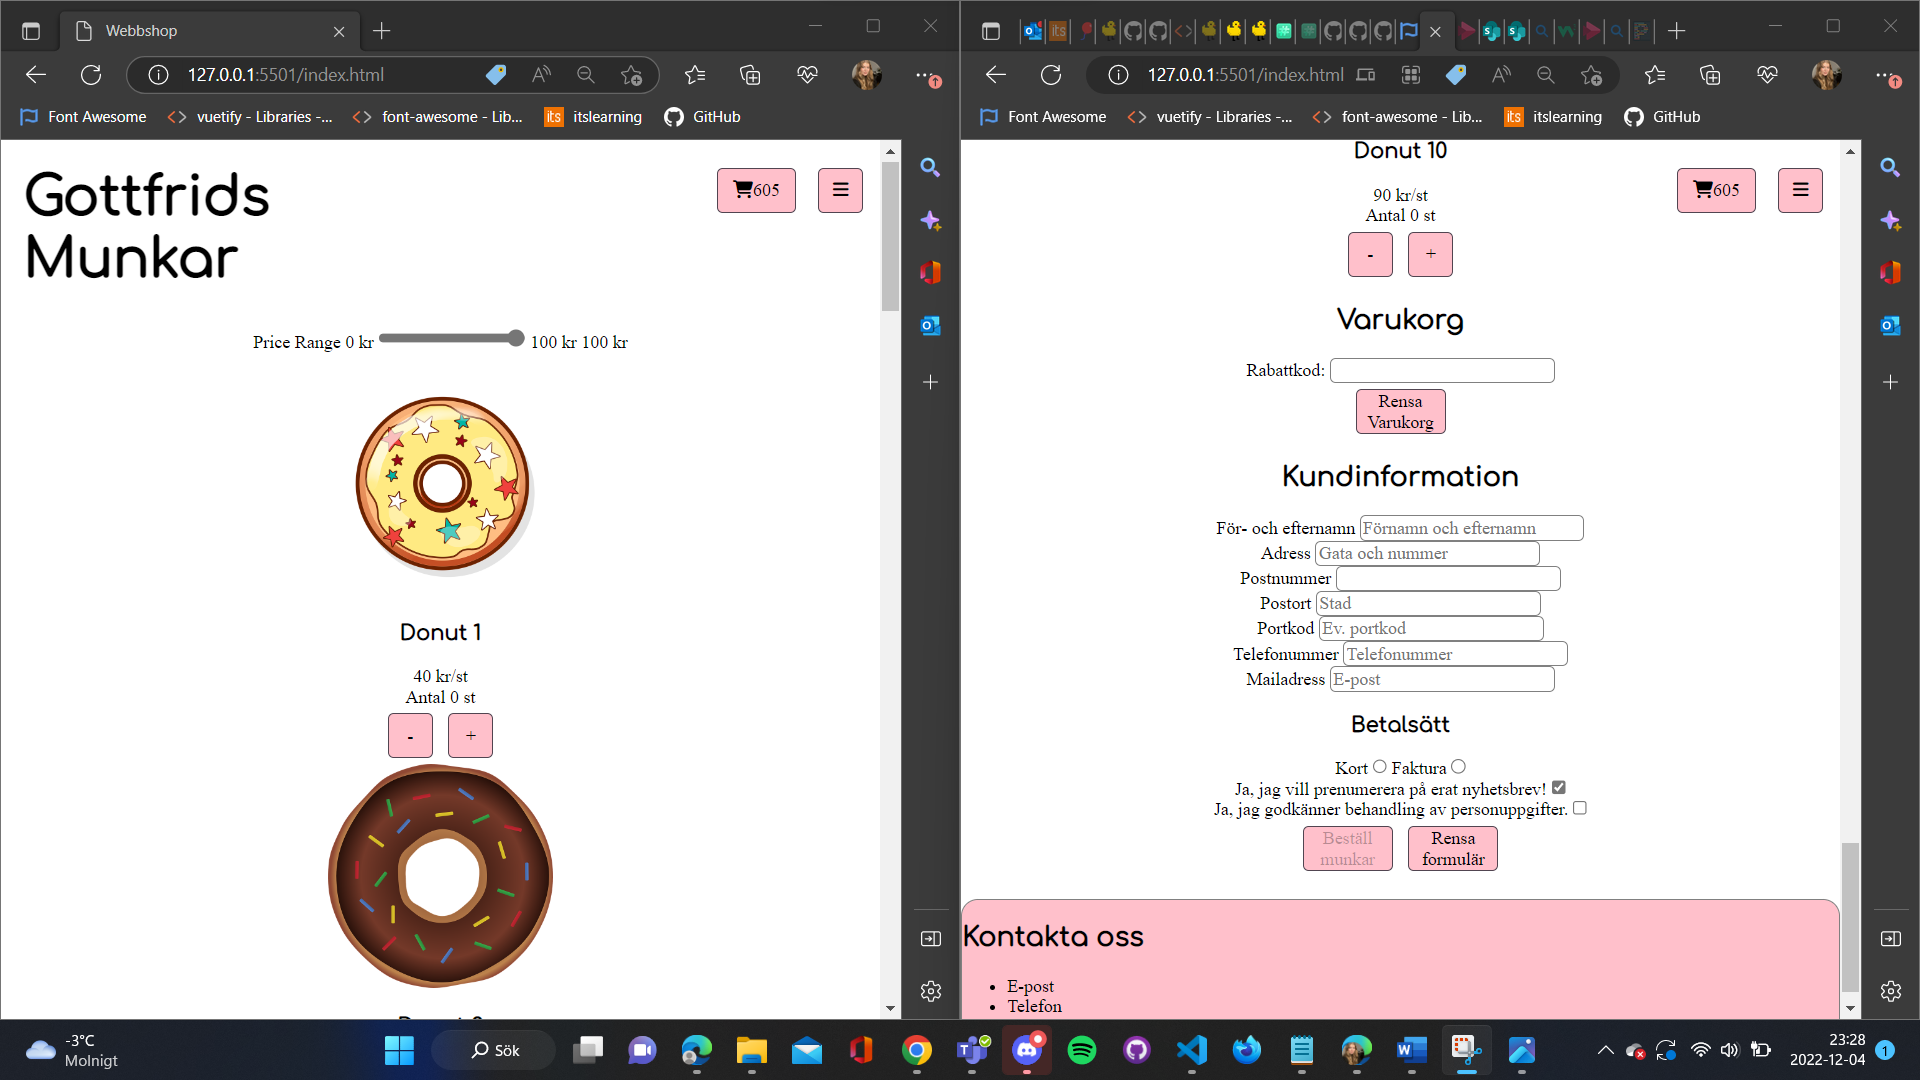 Webbshop
127.0.0.1:5501/index.html
Font Awesome
vuetify - Libraries -...
font-awesome - Lib...
its
itslearning
GitHub
Gottfrids
Munkar
605
Price Range 0 kr
100 kr 100 kr
Donut 1
40 kr/st
Antal 0 st
-
+
its
127.0.0.1:5501/index.html
Font Awesome
vuetify - Libraries -...
font-awesome - Lib...
its
itslearning
GitHub
Donut 10
605
90 kr/st
Antal 0 st
-
+
Varukorg
Rabattkod:
Rensa
Varukorg
Kundinformation
För- och efternamn
Förnamn och efternamn
Adress
Gata och nummer
Postnummer
Postort
Stad
Portkod
Ev. portkod
Telefonummer
Telefonummer
Mailadress
E-post
Betalsätt
Kort
Faktura
Ja, jag vill prenumerera på erat nyhetsbrev!
Ja, jag godkänner behandling av personuppgifter.
Beställ
munkar
Rensa
formulär
Kontakta oss
E-post
Telefon
-3°C
Molnigt
Sök
23:28
2022-12-04
1